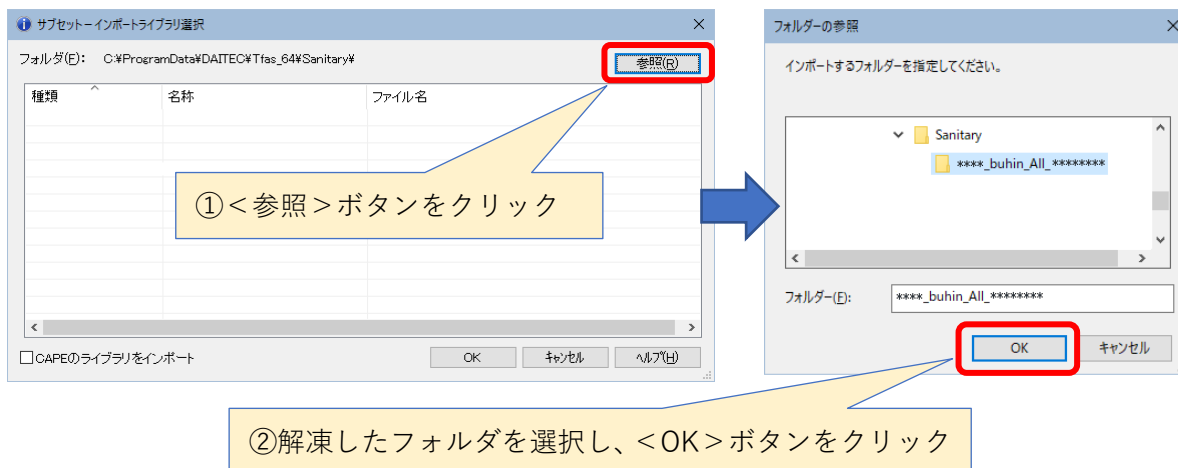 サブセット－インポートライブラリ選択
フォルダ(F): C:¥ProgramData¥DAITEC¥Tfas_64¥Sanitary¥
参照(R)
種類 名称 ファイル名
①＜参照＞ボタンをクリック
CAPEのライブラリをインポート
OK キャンセル ヘルプ(H)
フォルダーの参照
インポートするフォルダーを指定してください。
Sanitary
****_buhin_All_********
フォルダー(F): ****_buhin_All_********
OK キャンセル
②解凍したフォルダを選択し、＜OK＞ボタンをクリック